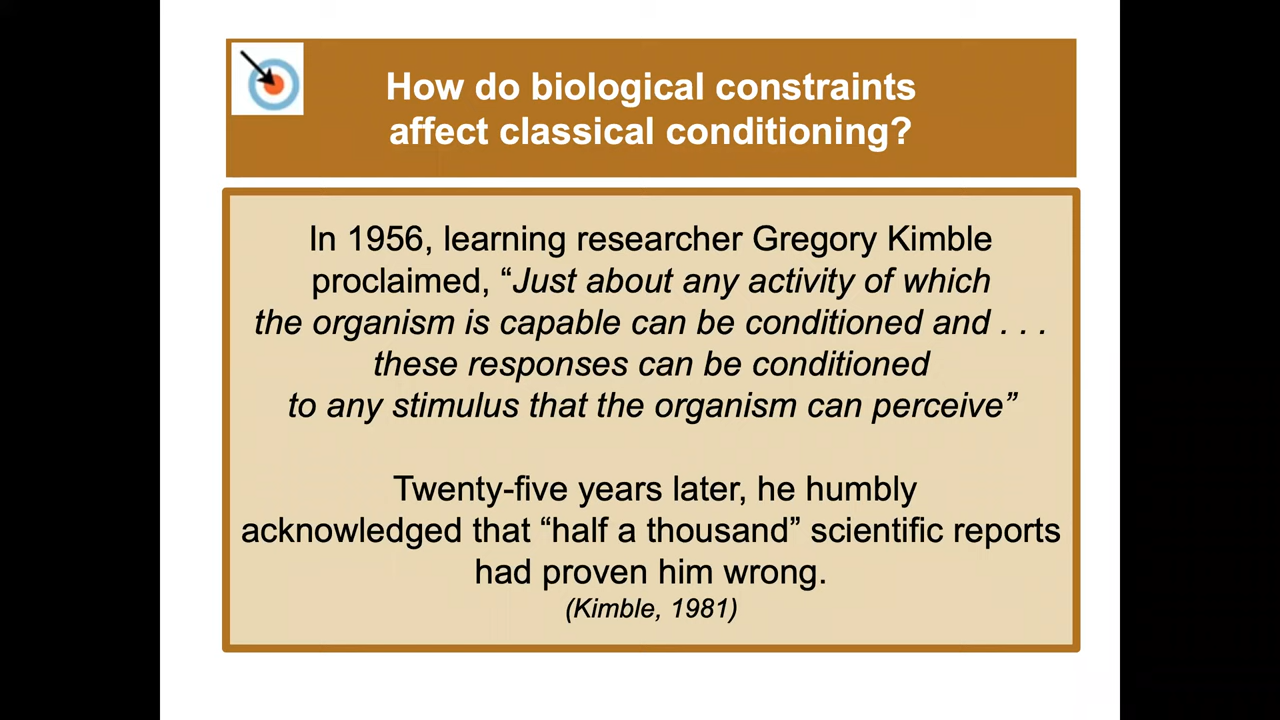 How do biological constraints
affect classical conditioning?
In 1956, learning researcher Gregory Kimble
proclaimed, “Just about any activity of which
the organism is capable can be conditioned and . . .
these responses can be conditioned
to any stimulus that the organism can perceive”
Twenty-five years later, he humbly
acknowledged that “half a thousand” scientific reports
had proven him wrong.
(Kimble, 1981)